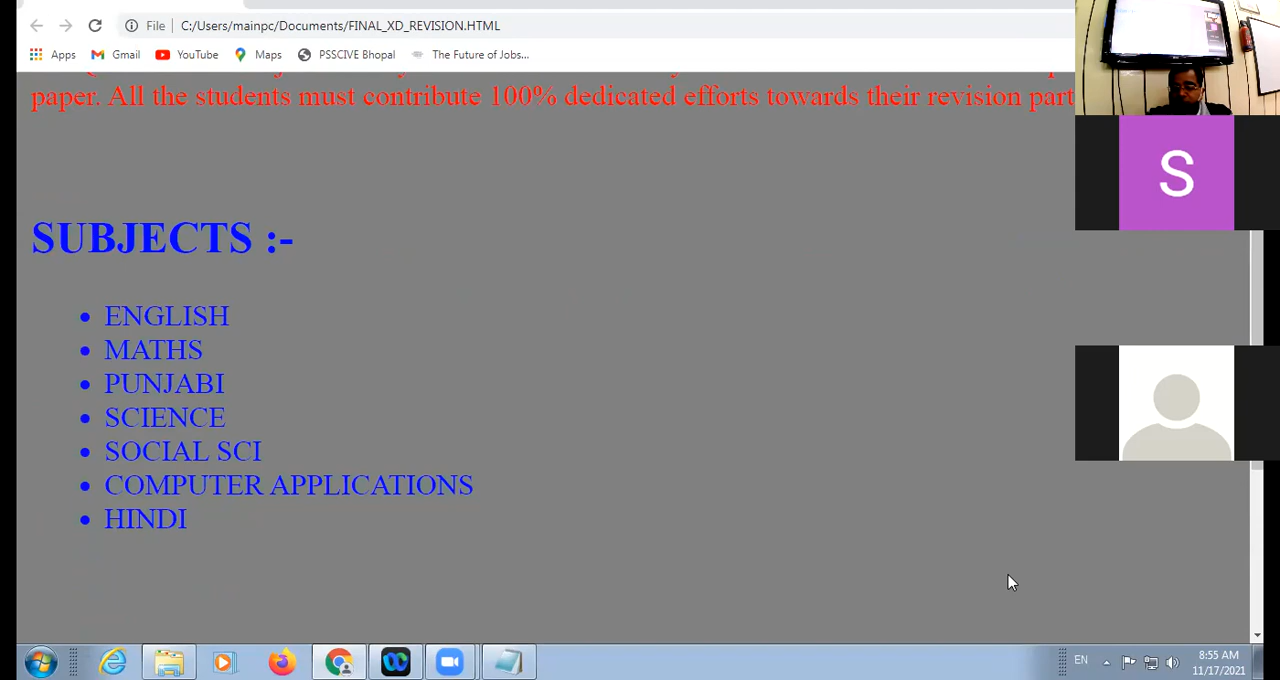 File C:/Users/mainpc/Documents/FINAL_XD_REVISION.HTML
Apps Gmail YouTube Maps PSSCIVE Bhopal The Future of Jobs...
paper. All the students must contribute 100% dedicated efforts towards their revision part
S
SUBJECTS :-
ENGLISH
MATHS
PUNJABI
SCIENCE
SOCIAL SCI
COMPUTER APPLICATIONS
HINDI
EN
8:55 AM
11/17/2021